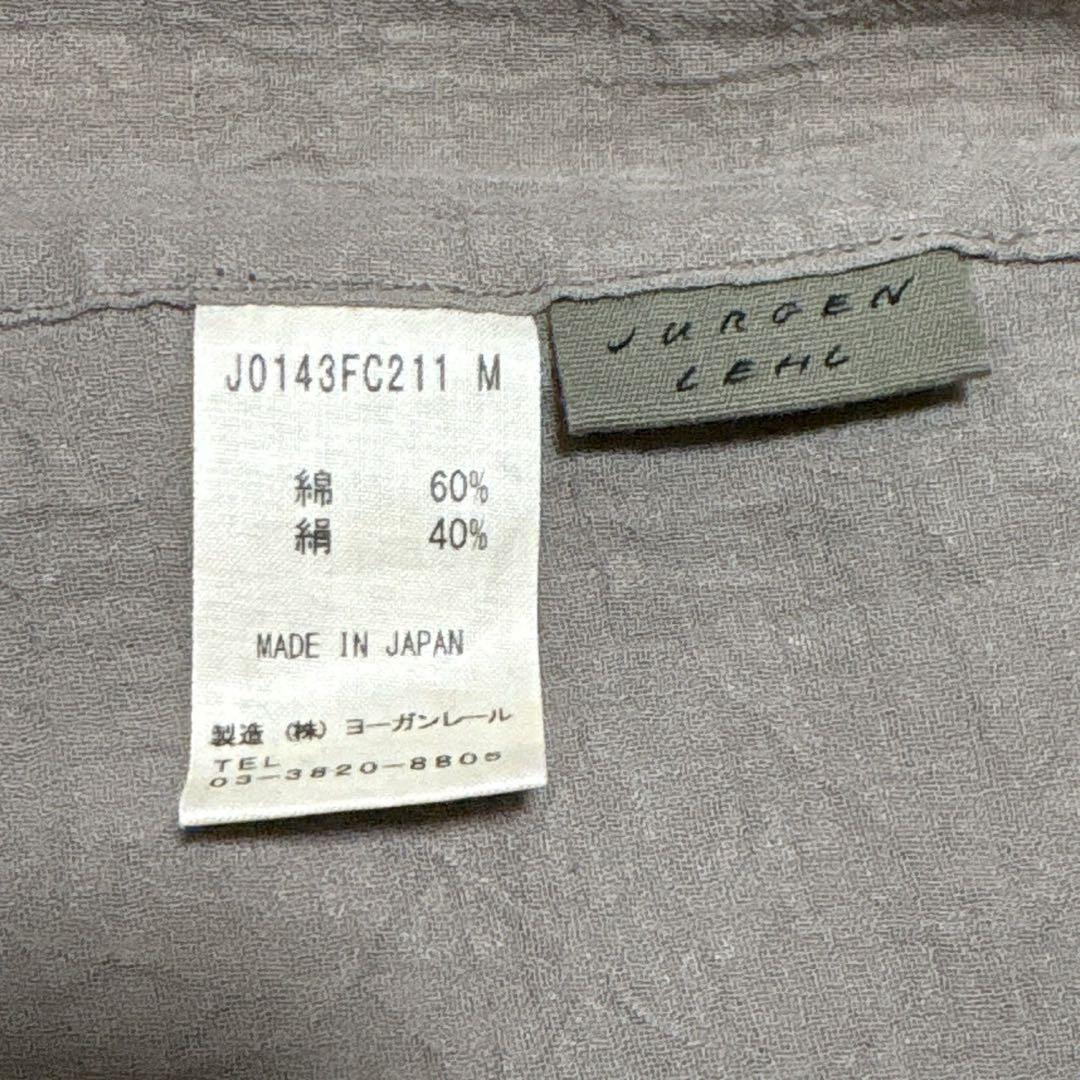 J0143FC211 M
綿 60%
絹 40%
MADE IN JAPAN
製造 (株) ヨーガンレール
TEL
03-3820-8805
JURGEN
LEHL